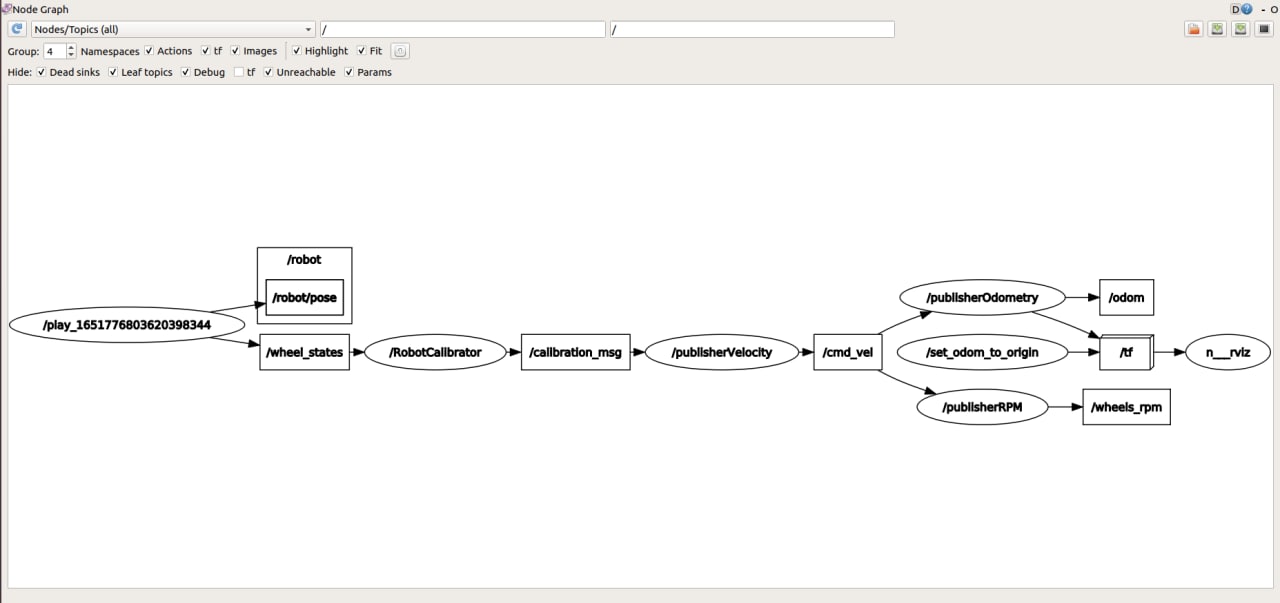 Node Graph
D
- O
Nodes/Topics (all)
/
/
Group: 4 Namespaces Actions tf Images Highlight Fit
Hide: Dead sinks Leaf topics Debug tf Unreachable Params
/robot
/robot/pose
/play_1651776803620398344
/wheel_states
/RobotCalibrator
/calibration_msg
/publisherVelocity
/cmd_vel
/publisherOdometry
/odom
/set_odom_to_origin
/tf
n__rviz
/publisherRPM
/wheels_rpm